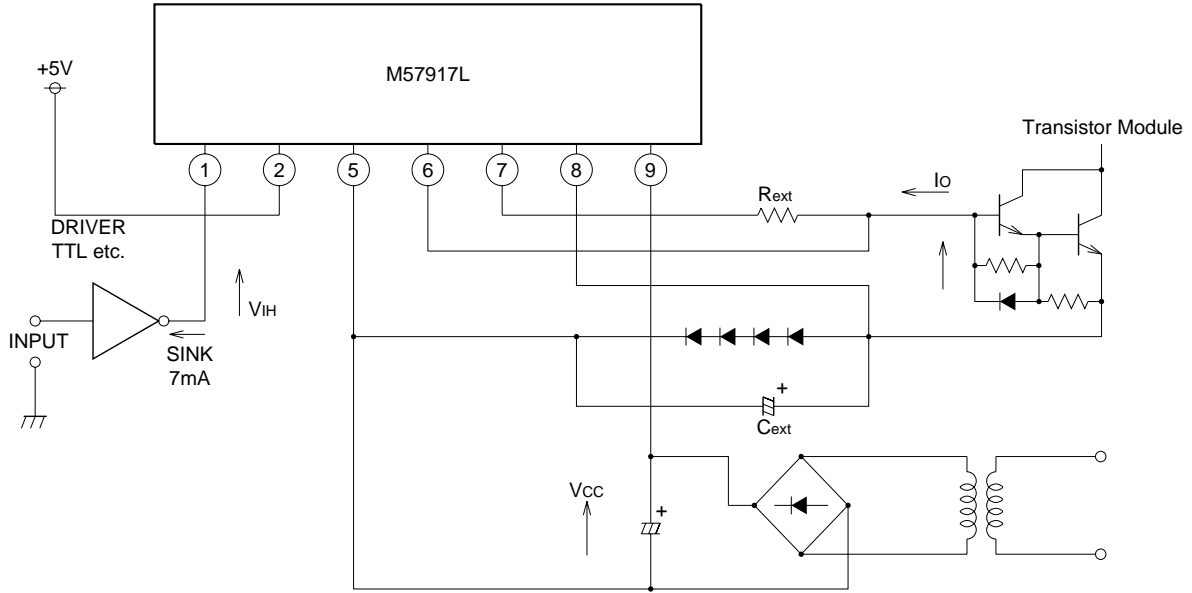 M57917L
+5V
Transistor Module
1 2 5 6 7 8 9
Rext
IO
DRIVER
TTL etc.
VIH
INPUT
SINK
7mA
+
Cext
VCC
+